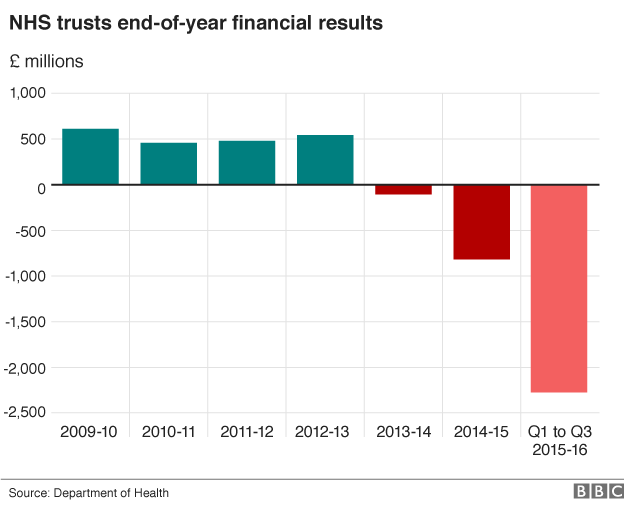 NHS trusts end-of-year financial results
£ millions
1,000
500
0
-500
-1,000
-1,500
-2,000
-2,500
2009-10 2010-11 2011-12 2012-13 2013-14 2014-15 Q1 to Q3
2015-16
Source: Department of Health
BBC